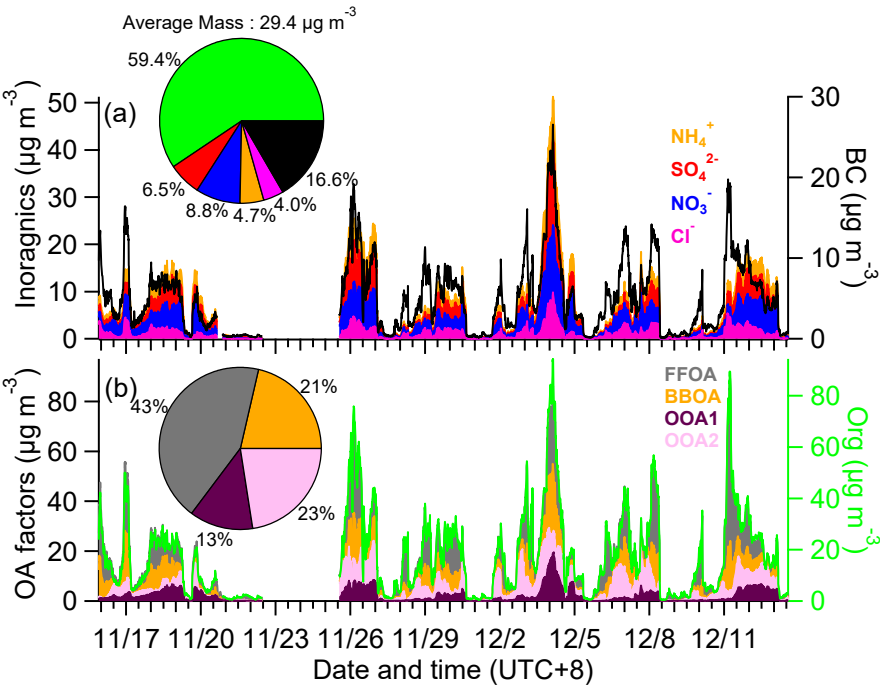 Average Mass : 29.4 µg m⁻³
59.4%
6.5%
8.8%
4.7%
4.0%
16.6%
(a)
Inoragnics (µg m⁻³)
50
40
30
20
10
0
NH₄⁺
SO₄²⁻
NO₃⁻
Cl⁻
30
20
10
0
BC (µg m⁻³)
(b)
43%
21%
13%
23%
OA factors (µg m⁻³)
80
60
40
20
0
FFOA
BBOA
OOA1
OOA2
80
60
40
20
0
Org (µg m⁻³)
11/17 11/20 11/23 11/26 11/29 12/2 12/5 12/8 12/11
Date and time (UTC+8)